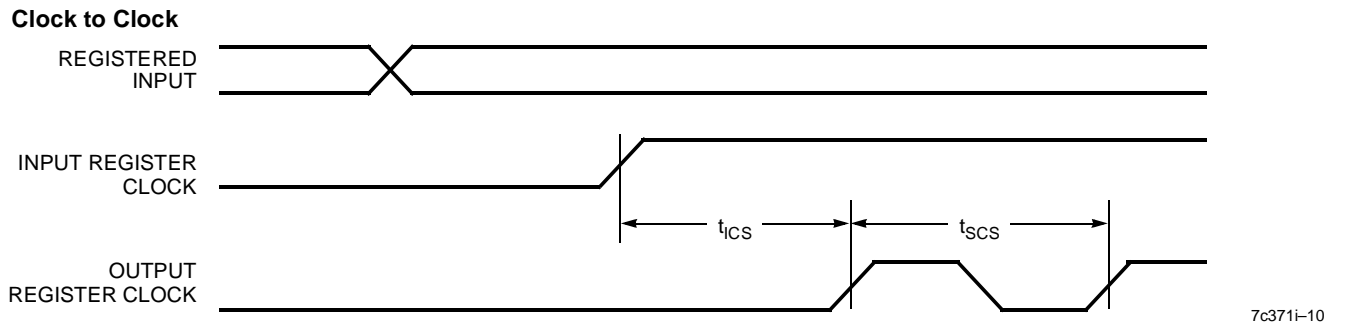 Clock to Clock
REGISTERED
INPUT
INPUT REGISTER
CLOCK
tICS
tSCS
OUTPUT
REGISTER CLOCK
7c371i–10